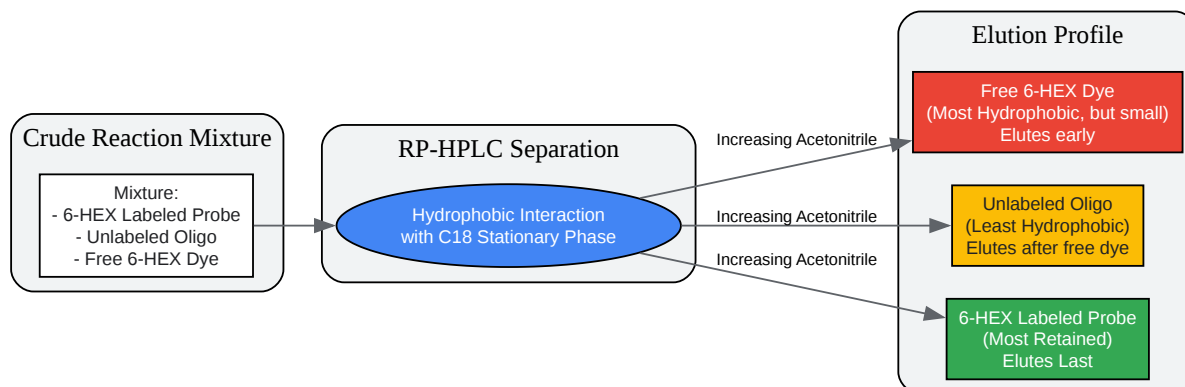 Crude Reaction Mixture
Mixture:
- 6-HEX Labeled Probe
- Unlabeled Oligo
- Free 6-HEX Dye
RP-HPLC Separation
Hydrophobic Interaction
with C18 Stationary Phase
Increasing Acetonitrile
Increasing Acetonitrile
Increasing Acetonitrile
Elution Profile
Free 6-HEX Dye
(Most Hydrophobic, but small)
Elutes early
Unlabeled Oligo
(Least Hydrophobic)
Elutes after free dye
6-HEX Labeled Probe
(Most Retained)
Elutes Last